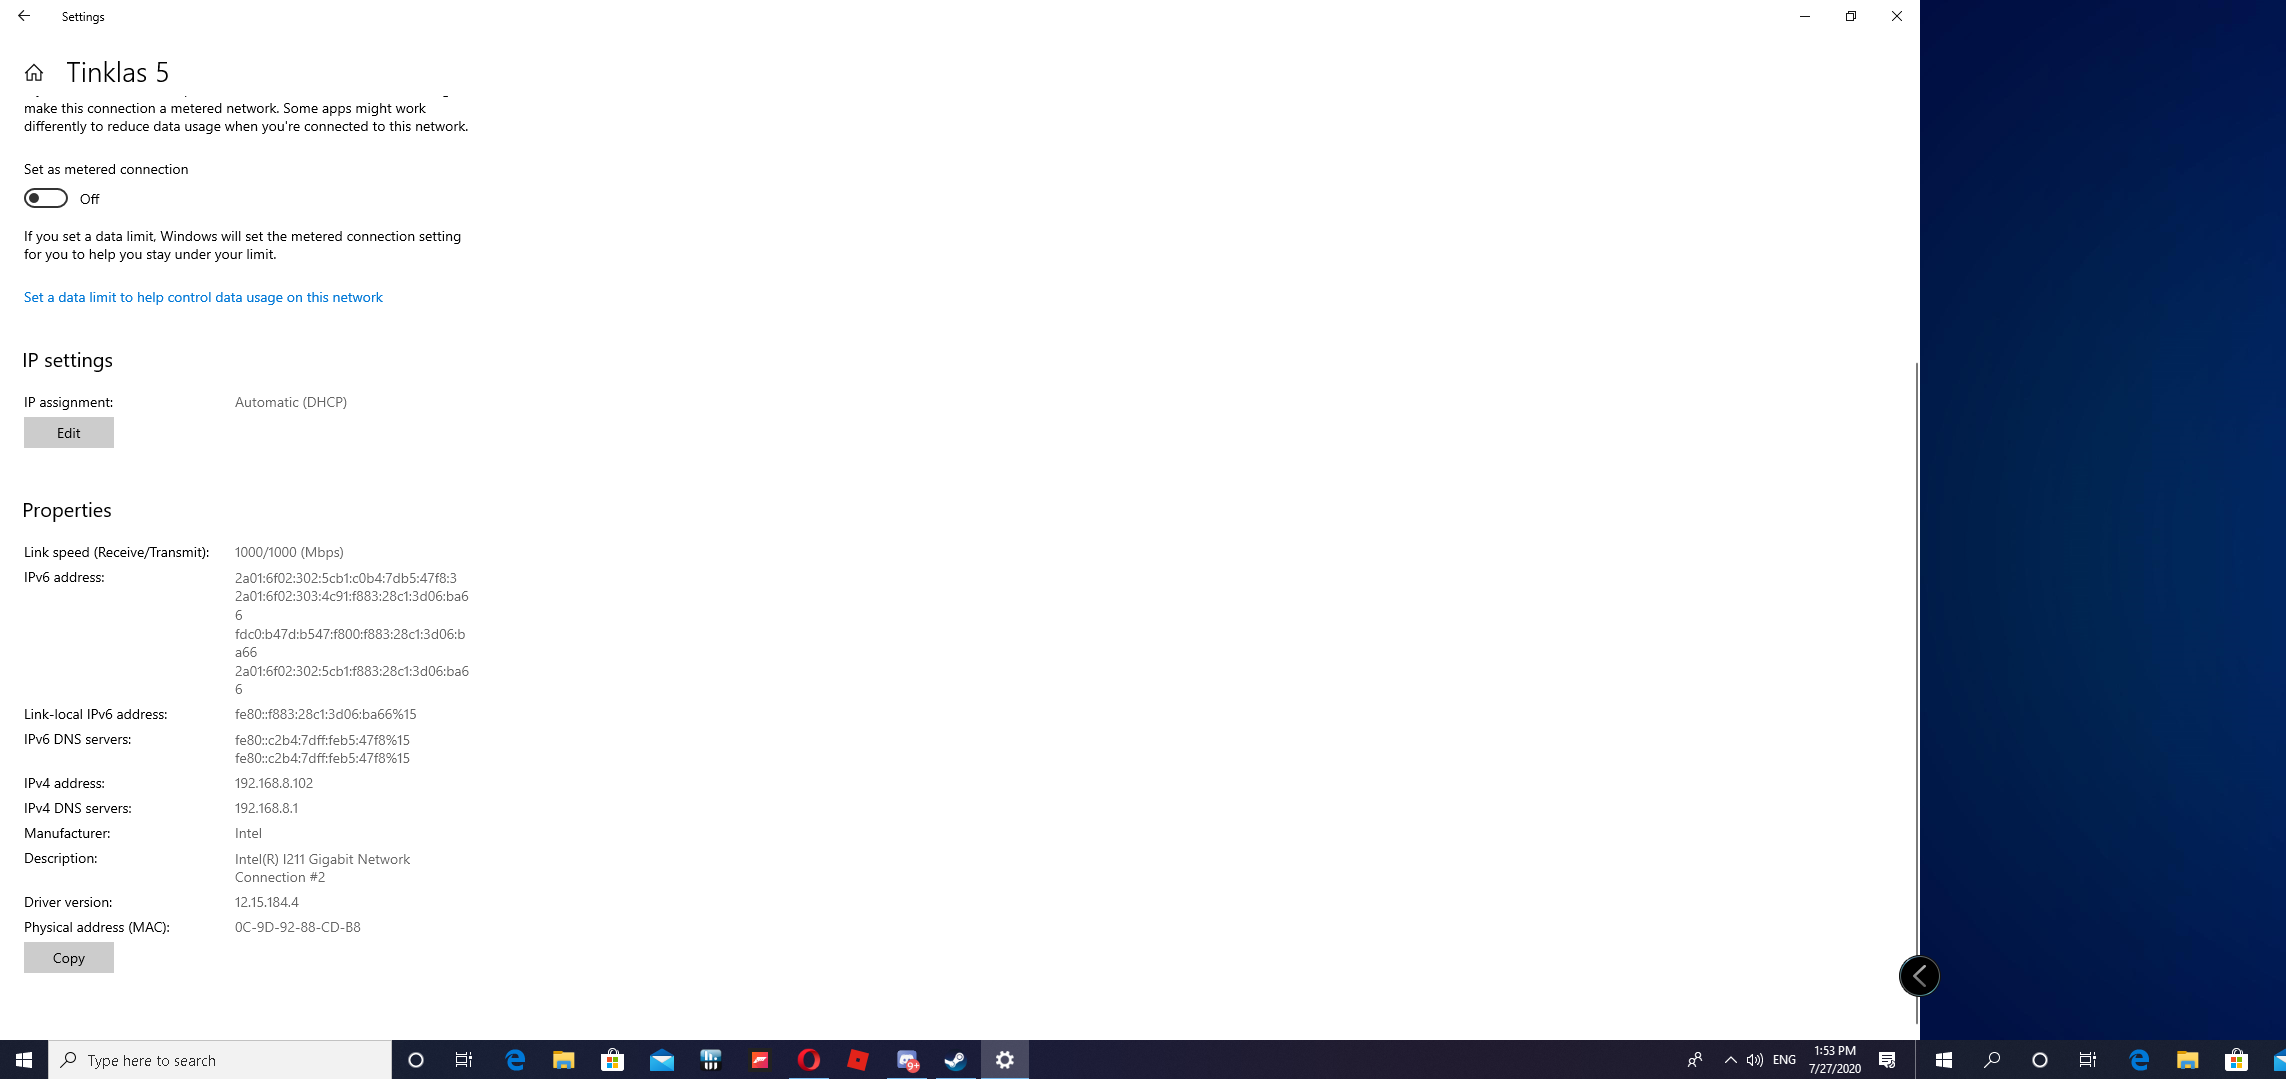 Settings
Tinklas 5
make this connection a metered network. Some apps might work
differently to reduce data usage when you're connected to this network.
Set as metered connection
Off
If you set a data limit, Windows will set the metered connection setting
for you to help you stay under your limit.
Set a data limit to help control data usage on this network
IP settings
IP assignment: Automatic (DHCP)
Edit
Properties
Link speed (Receive/Transmit): 1000/1000 (Mbps)
IPv6 address: 2a01:6f02:302:5cb1:c0b4:7db5:47f8:3
2a01:6f02:303:4c91:f883:28c1:3d06:ba6
6
fdc0:b47d:b547:f800:f883:28c1:3d06:b
a66
2a01:6f02:302:5cb1:f883:28c1:3d06:ba6
6
Link-local IPv6 address: fe80::f883:28c1:3d06:ba66%15
IPv6 DNS servers: fe80::c2b4:7dff:feb5:47f8%15
fe80::c2b4:7dff:feb5:47f8%15
IPv4 address: 192.168.8.102
IPv4 DNS servers: 192.168.8.1
Manufacturer: Intel
Description: Intel(R) I211 Gigabit Network
Connection #2
Driver version: 12.15.184.4
Physical address (MAC): 0C-9D-92-88-CD-B8
Copy
Type here to search
9+
ENG
1:53 PM
7/27/2020